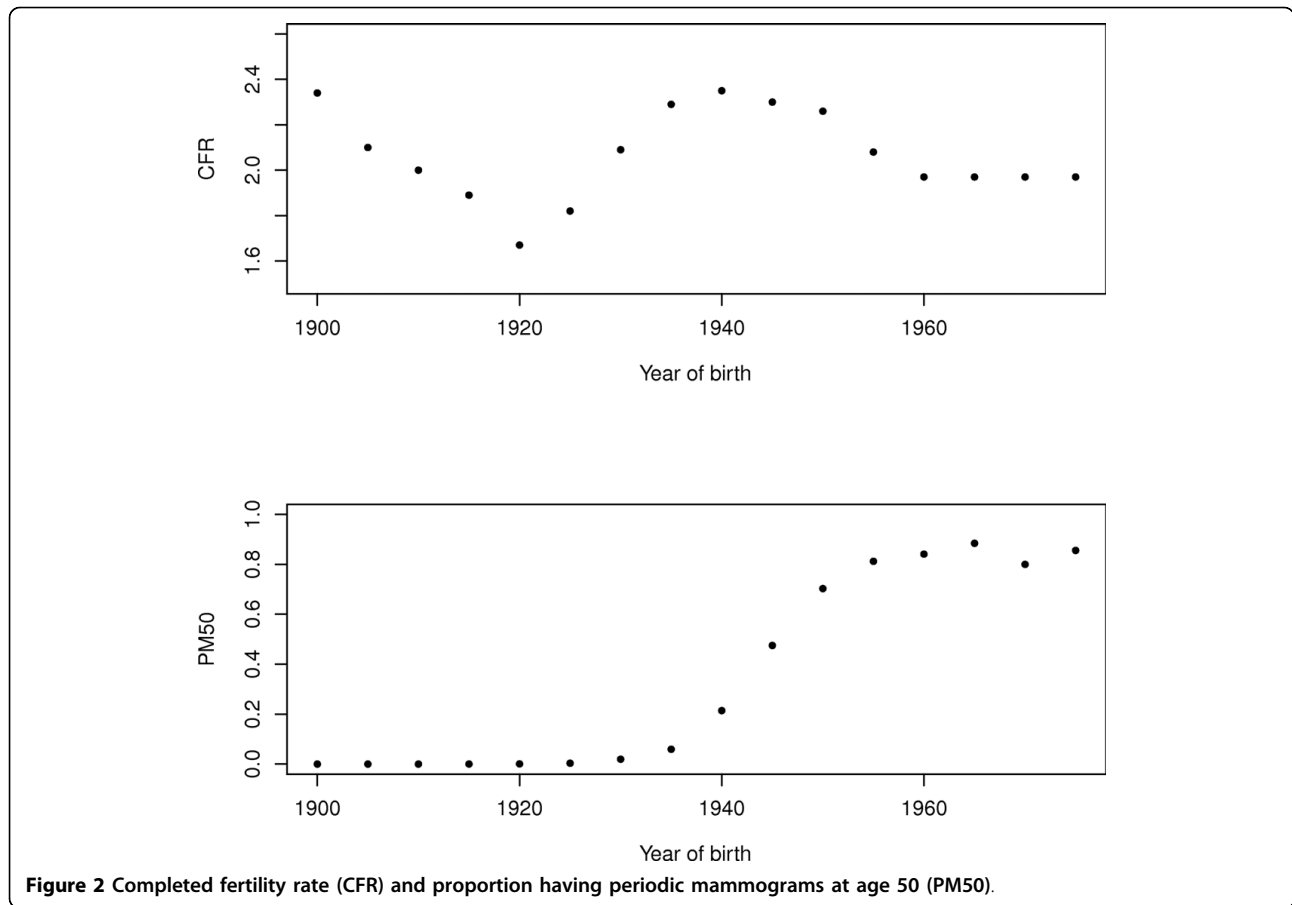 2.4
2.0
1.6
CFR
1900 1920 1940 1960
Year of birth
1.0
0.8
0.6
0.4
0.2
0.0
PM50
1900 1920 1940 1960
Year of birth
Figure 2 Completed fertility rate (CFR) and proportion having periodic mammograms at age 50 (PM50).